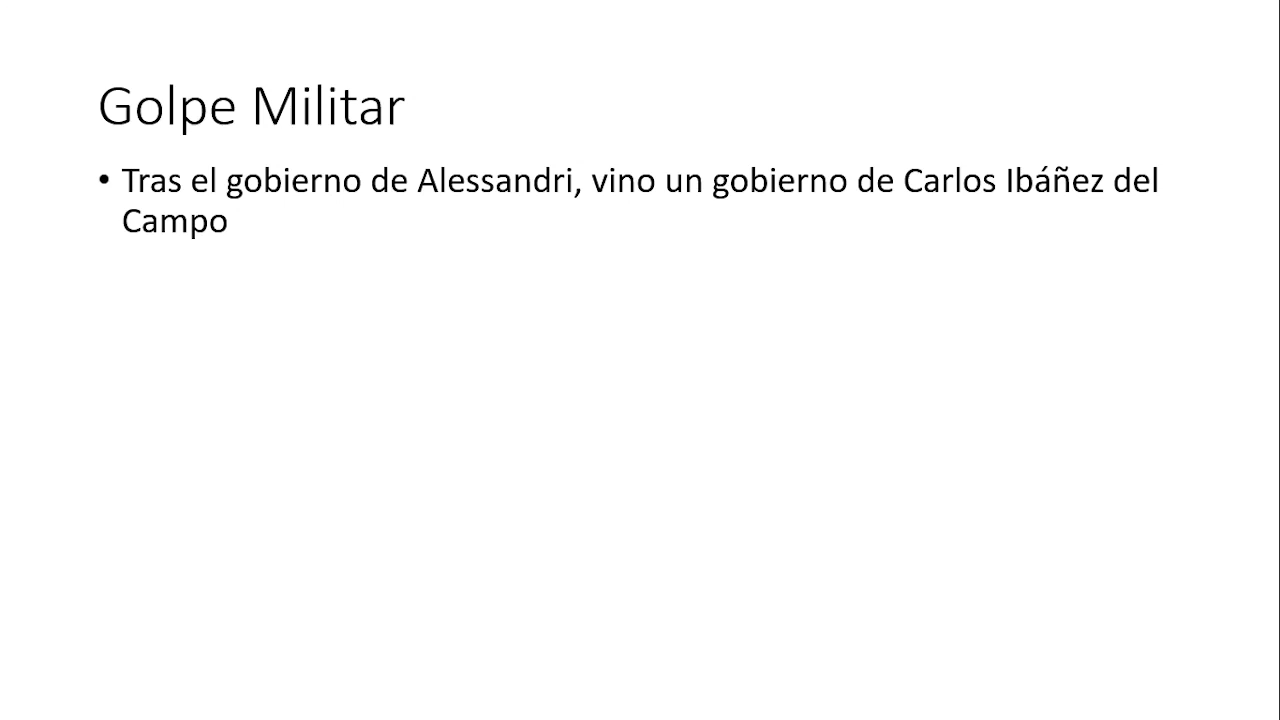 Golpe Militar
• Tras el gobierno de Alessandri, vino un gobierno de Carlos Ibáñez del
Campo